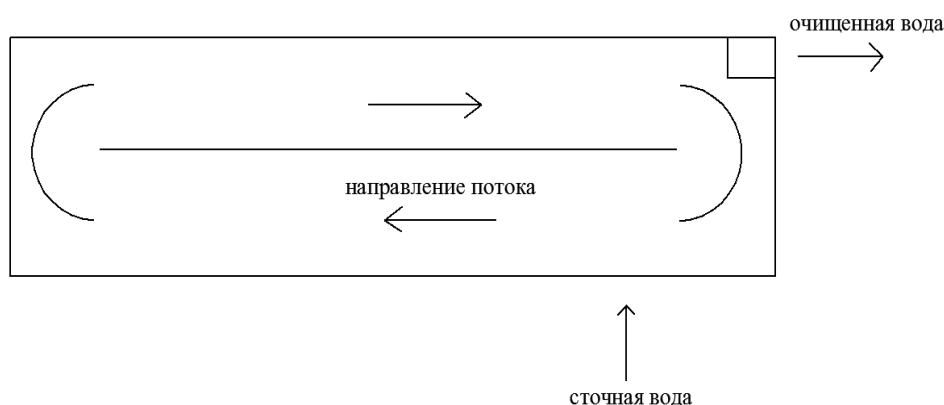 очищенная вода
направление потока
сточная вода